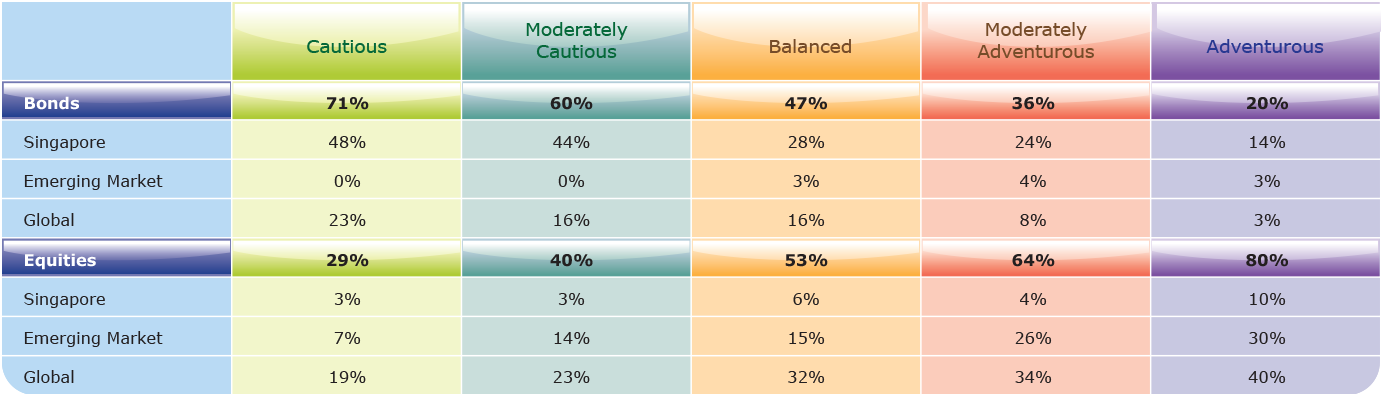 Cautious
Moderately
Cautious
Balanced
Moderately
Adventurous
Adventurous
Bonds 71% 60% 47% 36% 20%
Singapore 48% 44% 28% 24% 14%
Emerging Market 0% 0% 3% 4% 3%
Global 23% 16% 16% 8% 3%
Equities 29% 40% 53% 64% 80%
Singapore 3% 3% 6% 4% 10%
Emerging Market 7% 14% 15% 26% 30%
Global 19% 23% 32% 34% 40%